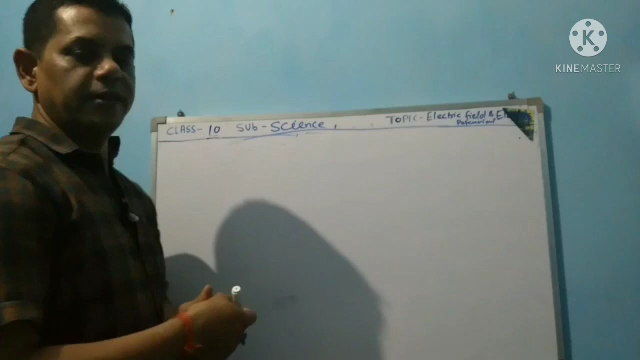 CLASS- 10 SUb - SCIence, TOPIC - Electric field &
K
KINEMASTER